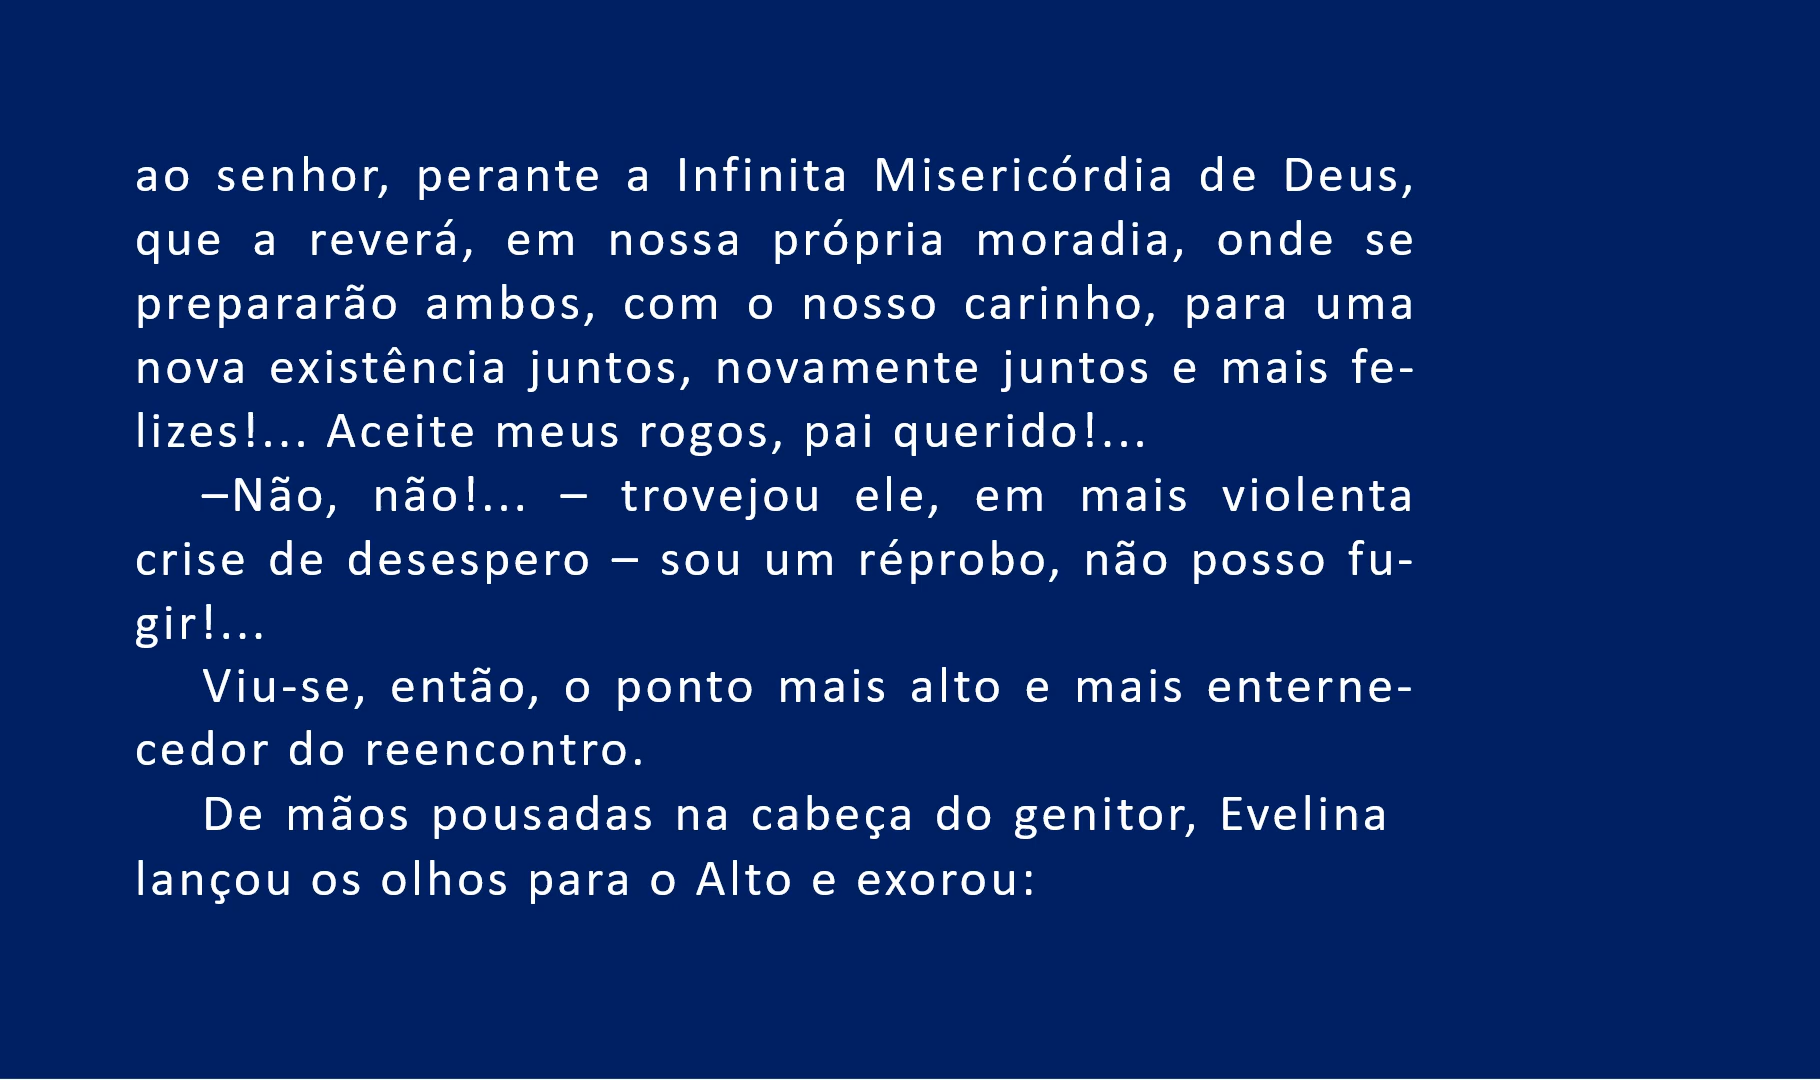 ao senhor, perante a Infinita Misericórdia de Deus,
que a reverá, em nossa própria moradia, onde se
prepararão ambos, com o nosso carinho, para uma
nova existência juntos, novamente juntos e mais fe-
lizes!... Aceite meus rogos, pai querido!...
–Não, não!... – trovejou ele, em mais violenta
crise de desespero – sou um réprobo, não posso fu-
gir!...
Viu-se, então, o ponto mais alto e mais enterne-
cedor do reencontro.
De mãos pousadas na cabeça do genitor, Evelina
lançou os olhos para o Alto e exorou: